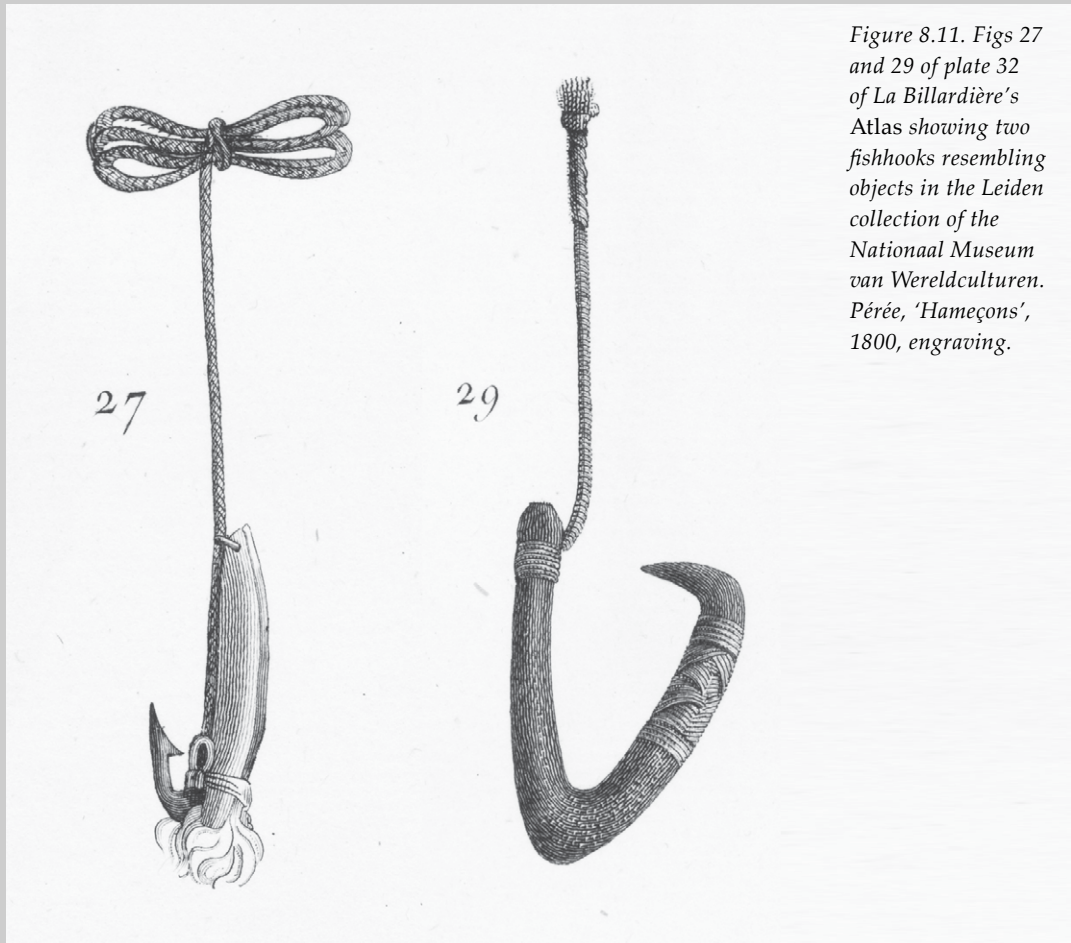 Figure 8.11. Figs 27
and 29 of plate 32
of La Billardière’s
Atlas showing two
fishhooks resembling
objects in the Leiden
collection of the
Nationaal Museum
van Wereldculturen.
Pérée, ‘Hameçons’,
1800, engraving.
27
29